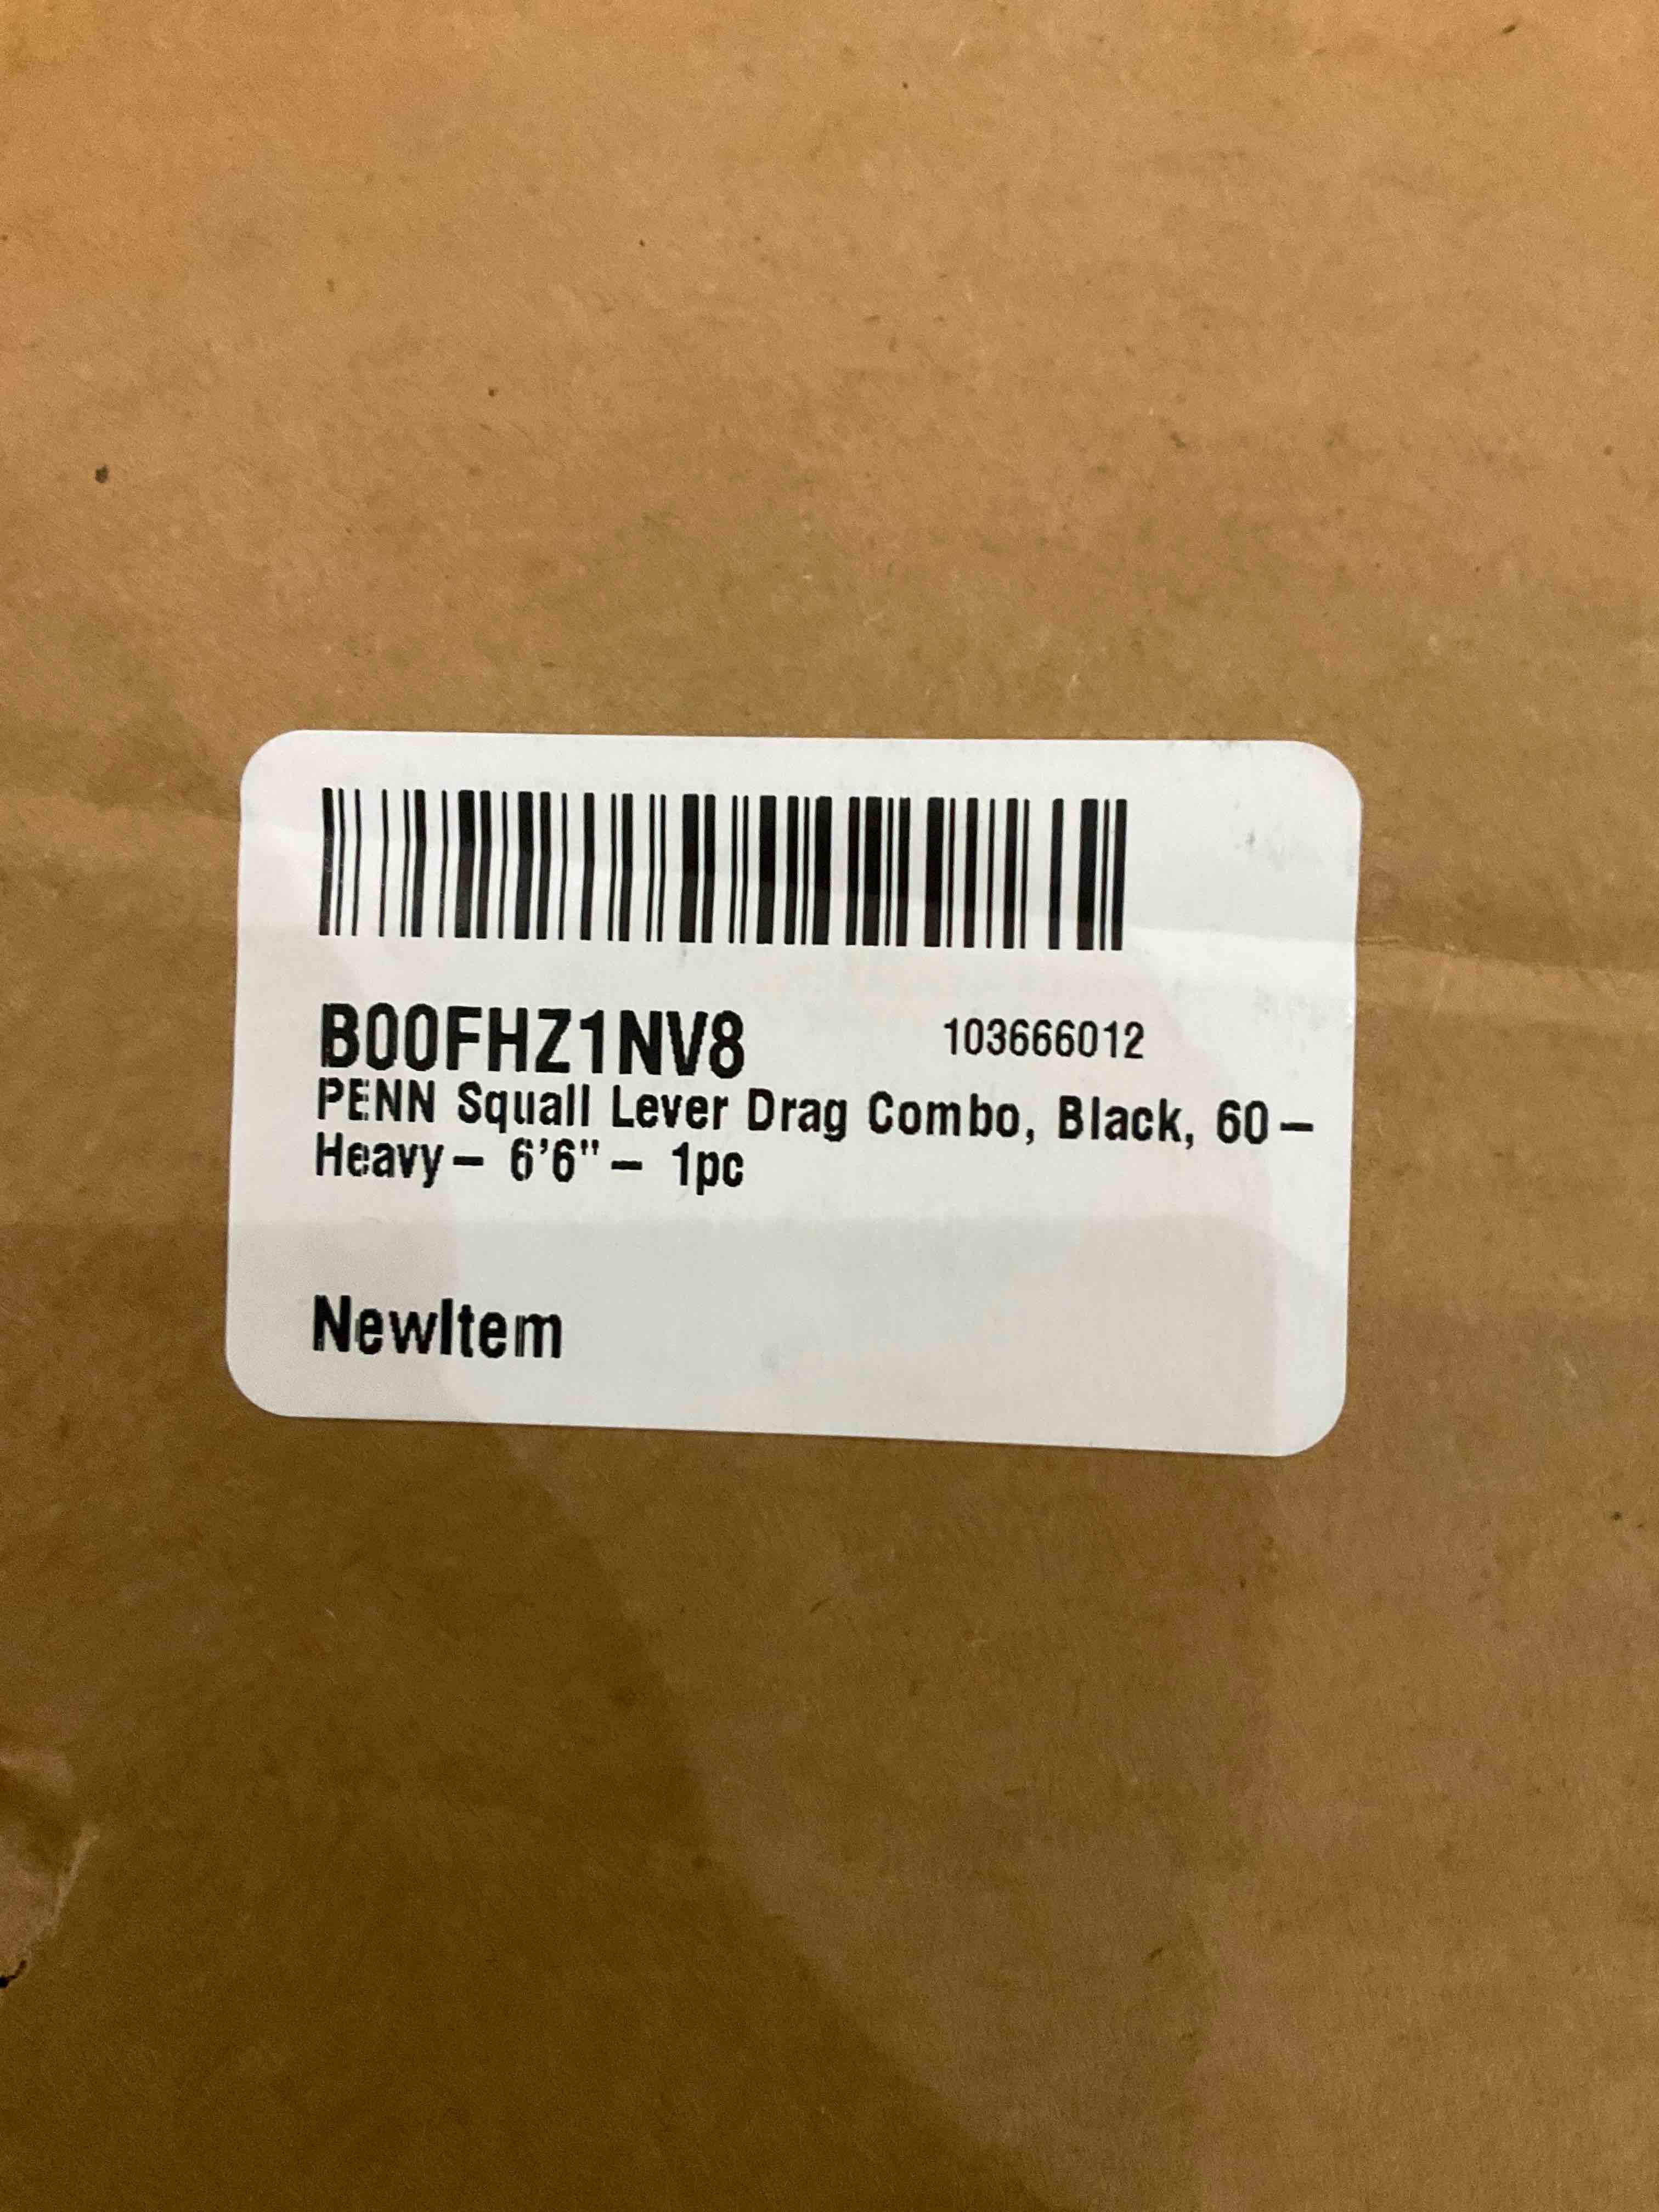 B00FHZ1NV8 103666012
PENN Squall Lever Drag Combo, Black, 60 –
Heavy – 6'6" – 1pc
NewItem